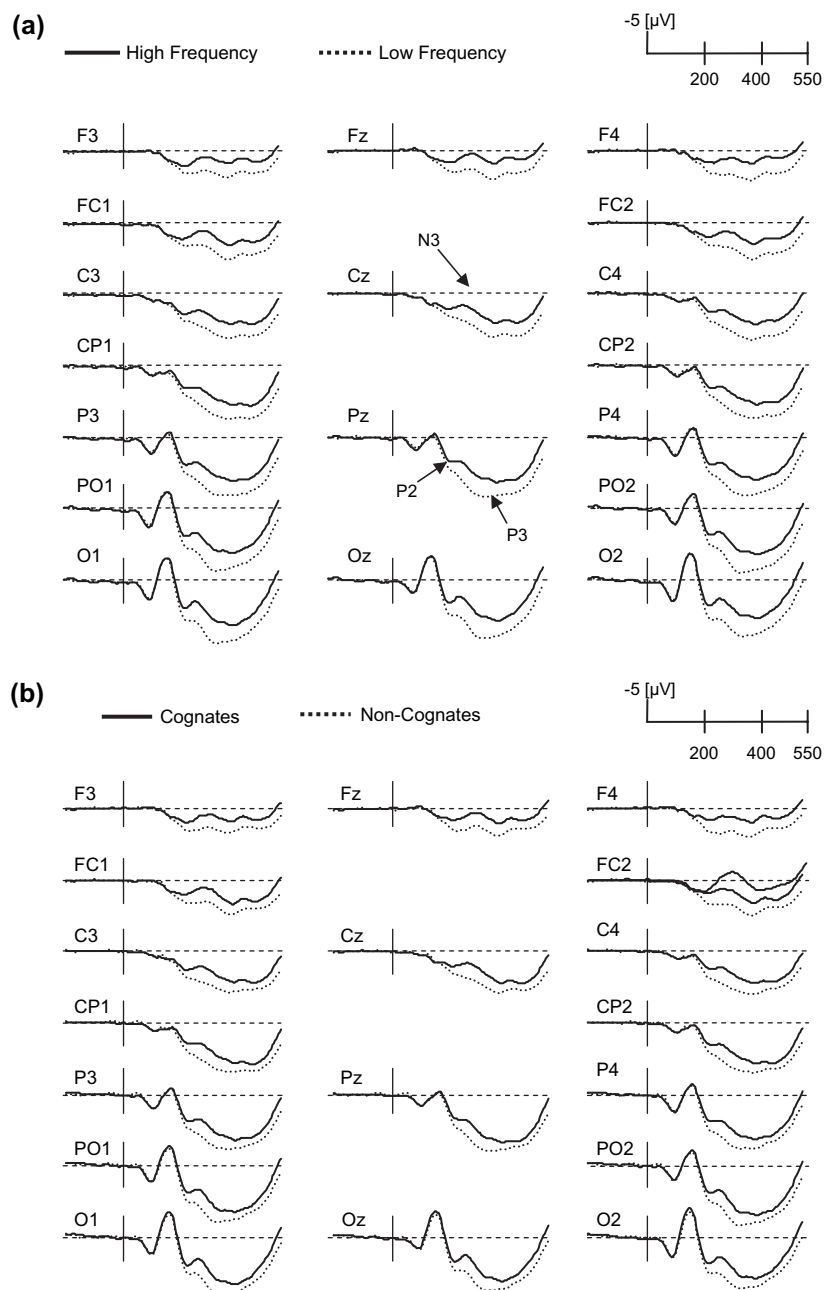 (a)
High Frequency Low Frequency
-5 [µV]
200 400 550
F3 Fz F4
FC1 FC2
N3
C3 Cz C4
CP1 CP2
P3 Pz P4
P2
PO1 PO2
P3
O1 Oz O2
(b)
Cognates Non-Cognates
-5 [µV]
200 400 550
F3 Fz F4
FC1 FC2
C3 Cz C4
CP1 CP2
P3 Pz P4
PO1 PO2
O1 Oz O2